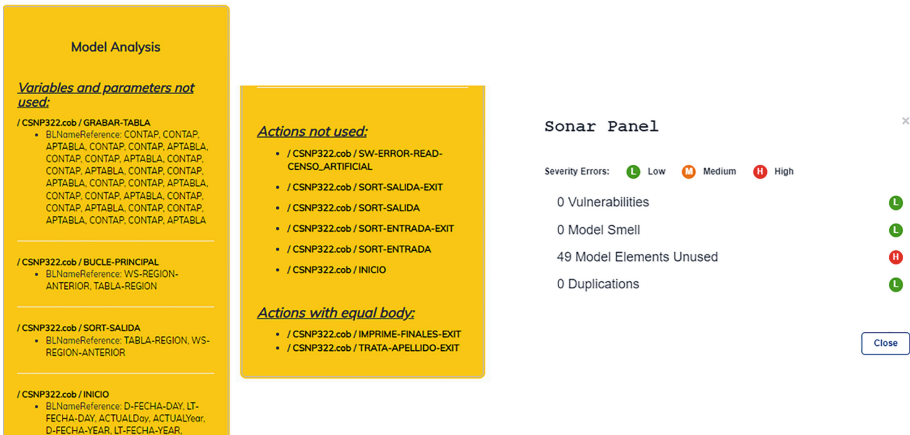 Model Analysis
Variables and parameters not
used:
/ CSNP322.cob / GRABAR-TABLA
• BLNameReference: CONTAP, CONTAP,
APTABLA, CONTAP, CONTAP, APTABLA,
CONTAP, CONTAP, APTABLA, CONTAP,
CONTAP, APTABLA, CONTAP, CONTAP,
APTABLA, CONTAP, CONTAP, APTABLA,
CONTAP, CONTAP, APTABLA, CONTAP,
CONTAP, APTABLA, CONTAP, CONTAP,
APTABLA, CONTAP, CONTAP, APTABLA
/ CSNP322.cob / BUCLE-PRINCIPAL
• BLNameReference: WS-REGION-
ANTERIOR, TABLA-REGION
/ CSNP322.cob / SORT-SALIDA
• BLNameReference: TABLA-REGION, WS-
REGION-ANTERIOR
/ CSNP322.cob / INICIO
• BLNameReference: D-FECHA-DAY, LT-
FECHA-DAY, ACTUALDay, ACTUALYear,
D-FECHA-YEAR, LT-FECHA-YEAR,
Actions not used:
• / CSNP322.cob / SW-ERROR-READ-
CENSO_ARTIFICIAL
• / CSNP322.cob / SORT-SALIDA-EXIT
• / CSNP322.cob / SORT-SALIDA
• / CSNP322.cob / SORT-ENTRADA-EXIT
• / CSNP322.cob / SORT-ENTRADA
• / CSNP322.cob / INICIO
Actions with equal body:
• / CSNP322.cob / IMPRIME-FINALES-EXIT
• / CSNP322.cob / TRATA-APELLIDO-EXIT
Sonar Panel ×
Severity Errors: L Low M Medium H High
0 Vulnerabilities L
0 Model Smell L
49 Model Elements Unused H
0 Duplications L
Close